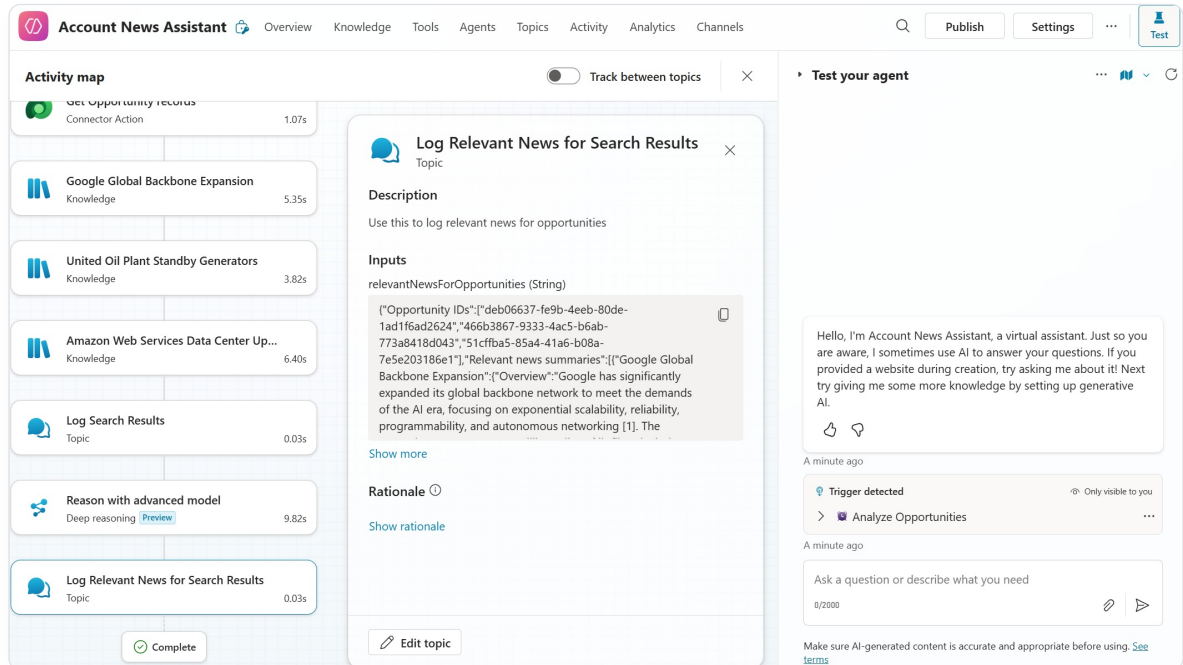 Account News Assistant Overview Knowledge Tools Agents Topics Activity Analytics Channels Publish Settings ... Test
Activity map
Track between topics
Get Opportunity records
Connector Action
1.07s
Google Global Backbone Expansion
Knowledge
5.35s
United Oil Plant Standby Generators
Knowledge
3.82s
Amazon Web Services Data Center Up...
Knowledge
6.40s
Log Search Results
Topic
0.03s
Reason with advanced model
Deep reasoning Preview
9.82s
Log Relevant News for Search Results
Topic
0.03s
Complete
Log Relevant News for Search Results
Topic
Description
Use this to log relevant news for opportunities
Inputs
relevantNewsForOpportunities (String)
{"Opportunity IDs":["deb06637-fe9b-4eeb-80de-
1ad1f6ad2624","466b3867-9333-4ac5-b6ab-
773a8418d043","51cffba5-85a4-41a6-b08a-
7e5e203186e1"],"Relevant news summaries":[{"Google Global
Backbone Expansion":{"Overview":"Google has significantly
expanded its global backbone network to meet the demands
of the AI era, focusing on exponential scalability, reliability,
programmability, and autonomous networking [1]. The
Show more
Rationale
Show rationale
Edit topic
Test your agent
Hello, I'm Account News Assistant, a virtual assistant. Just so you
are aware, I sometimes use AI to answer your questions. If you
provided a website during creation, try asking me about it! Next
try giving me some more knowledge by setting up generative
AI.
A minute ago
Trigger detected
Only visible to you
Analyze Opportunities
A minute ago
Ask a question or describe what you need
0/2000
Make sure AI-generated content is accurate and appropriate before using. See
terms